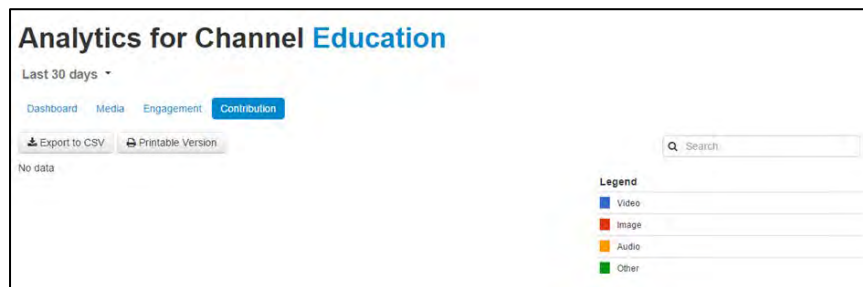 Analytics for Channel Education
Last 30 days
Dashboard Media Engagement Contribution
Export to CSV Printable Version Search
No data
Legend
Video
Image
Audio
Other